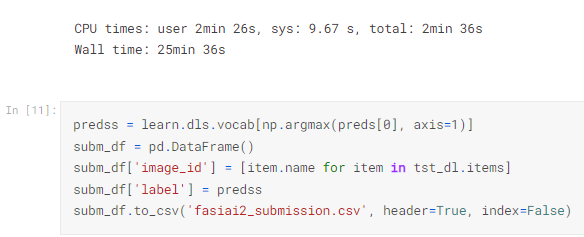 CPU times: user 2min 26s, sys: 9.67 s, total: 2min 36s
Wall time: 25min 36s
In [11]:
predss = learn.dls.vocab[np.argmax(preds[0], axis=1)]
subm_df = pd.DataFrame()
subm_df['image_id'] = [item.name for item in tst_dl.items]
subm_df['label'] = predss
subm_df.to_csv('fasiai2_submission.csv', header=True, index=False)